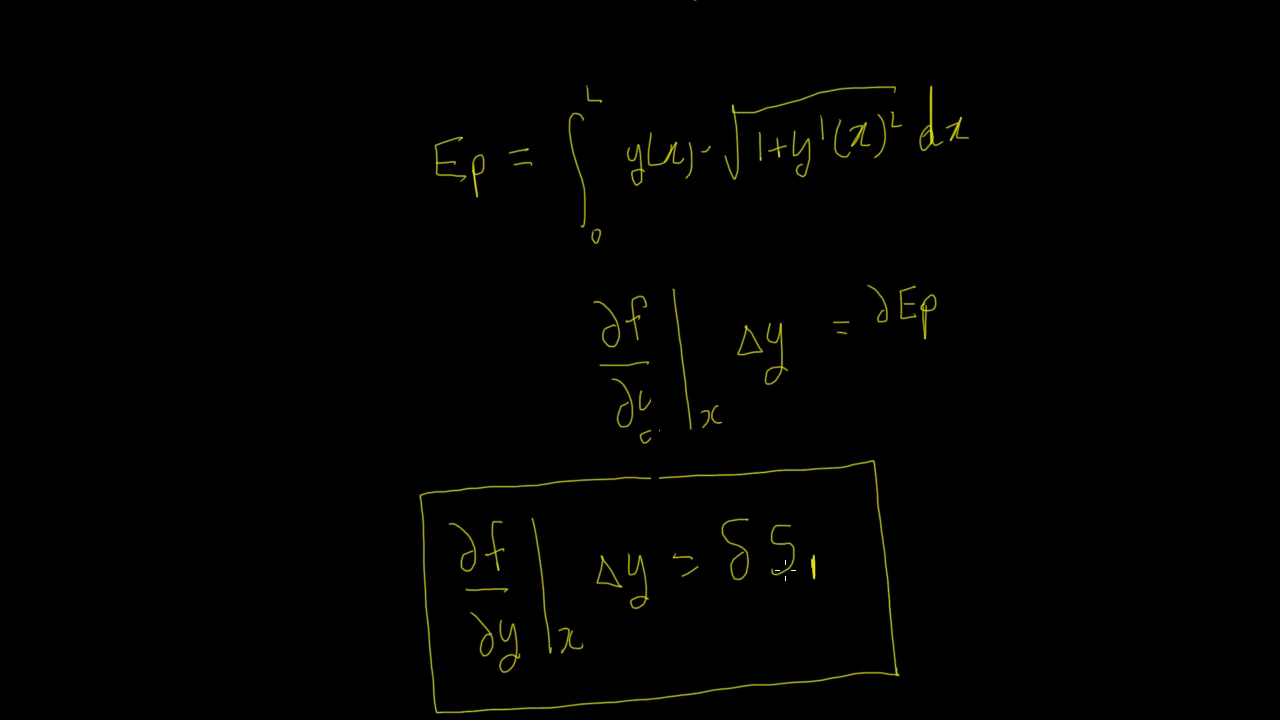 Ep = ∫₀ᴸ y(x) · √(1+y'(x)²) dx
∂f/∂y |ₓ Δy = ∂Ep
∂f/∂y |ₓ Δy = δS₁